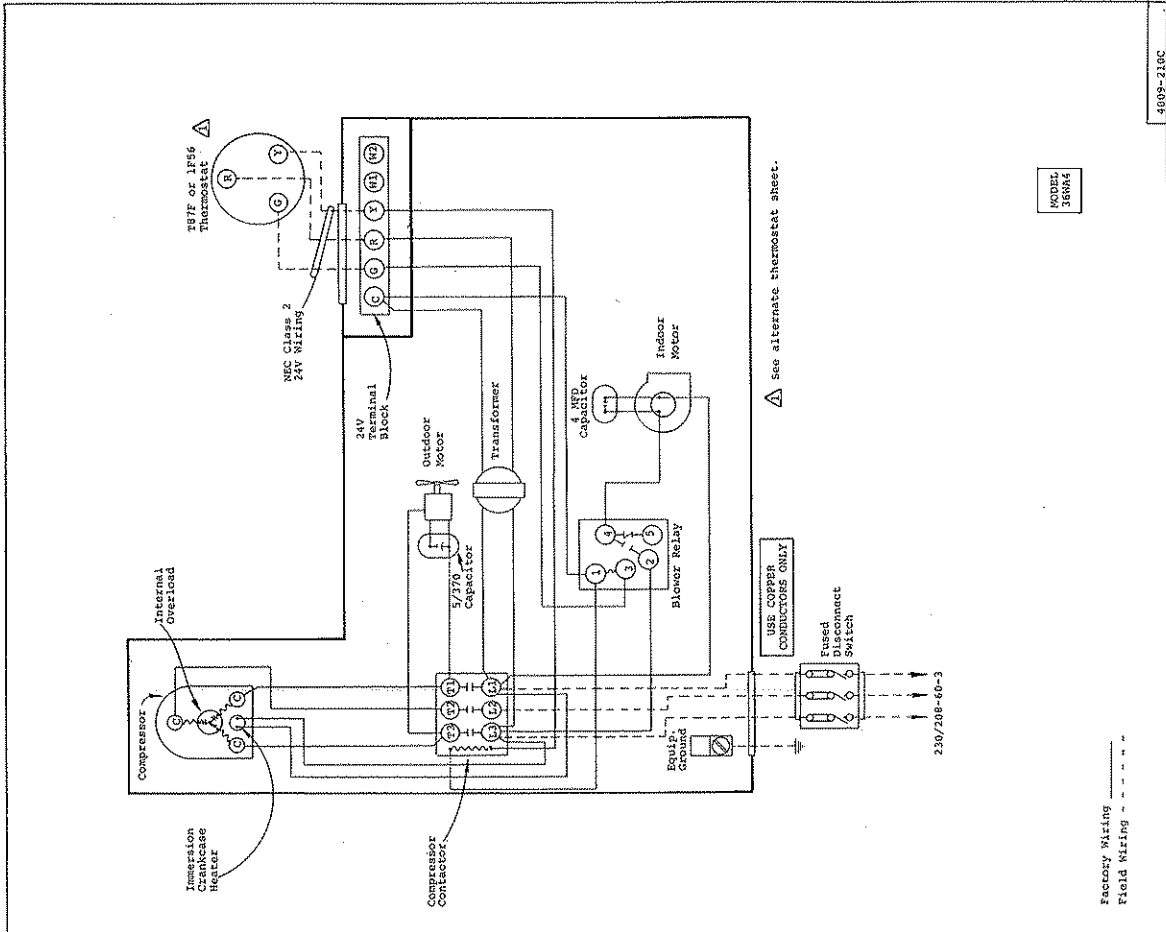 4009-210C
MODEL
36WA4
T87F or 1F56
Thermostat
1
R
G
Y
NEC Class 2
24V Wiring
C
G
R
Y
W1
W2
24V
Terminal
Block
Internal
Overload
Compressor
C
C
C
Immersion
Crankcase
Heater
Outdoor
Motor
5/370
Capacitor
Transformer
4 MFD
Capacitor
Indoor
Motor
1
2
3
4
5
Blower Relay
T1
T2
T3
L1
L2
L3
Compressor
Contactor
Equip.
Ground
USE COPPER
CONDUCTORS ONLY
Fused
Disconnect
Switch
230/208-60-3
1 See alternate thermostat sheet.
Factory Wiring
Field Wiring